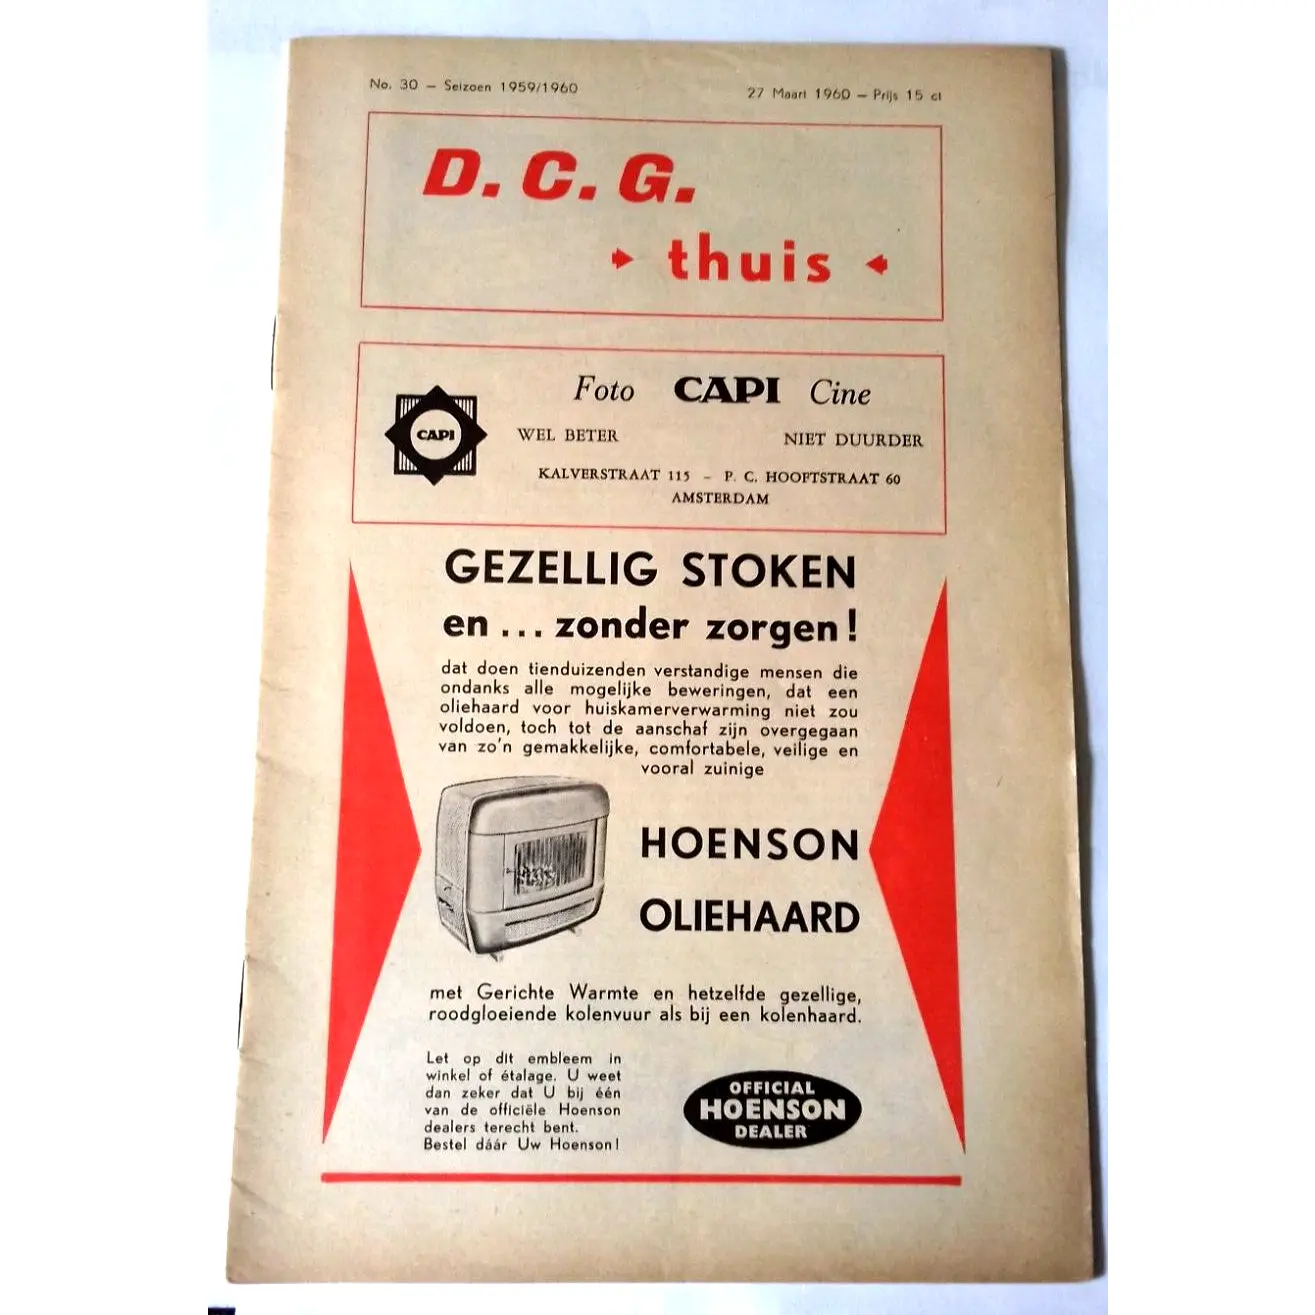 No. 30 — Seizoen 1959/1960
27 Maart 1960 — Prijs 15 ct
D.C.G.
thuis
CAPI
Foto CAPI Cine
WEL BETER NIET DUURDER
KALVERSTRAAT 115 – P. C. HOOFTSTRAAT 60
AMSTERDAM
GEZELLIG STOKEN
en ... zonder zorgen!
dat doen tienduizenden verstandige mensen die
ondanks alle mogelijke beweringen, dat een
oliehaard voor huiskamerverwarming niet zou
voldoen, toch tot de aanschaf zijn overgegaan
van zo'n gemakkelijke, comfortabele, veilige en
vooral zuinige
HOENSON
OLIEHAARD
met Gerichte Warmte en hetzelfde gezellige,
roodgloeiende kolenvuur als bij een kolenhaard.
Let op dit embleem in
winkel of étalage. U weet
dan zeker dat U bij één
van de officiële Hoenson
dealers terecht bent.
Bestel dáár Uw Hoenson!
OFFICIAL
HOENSON
DEALER